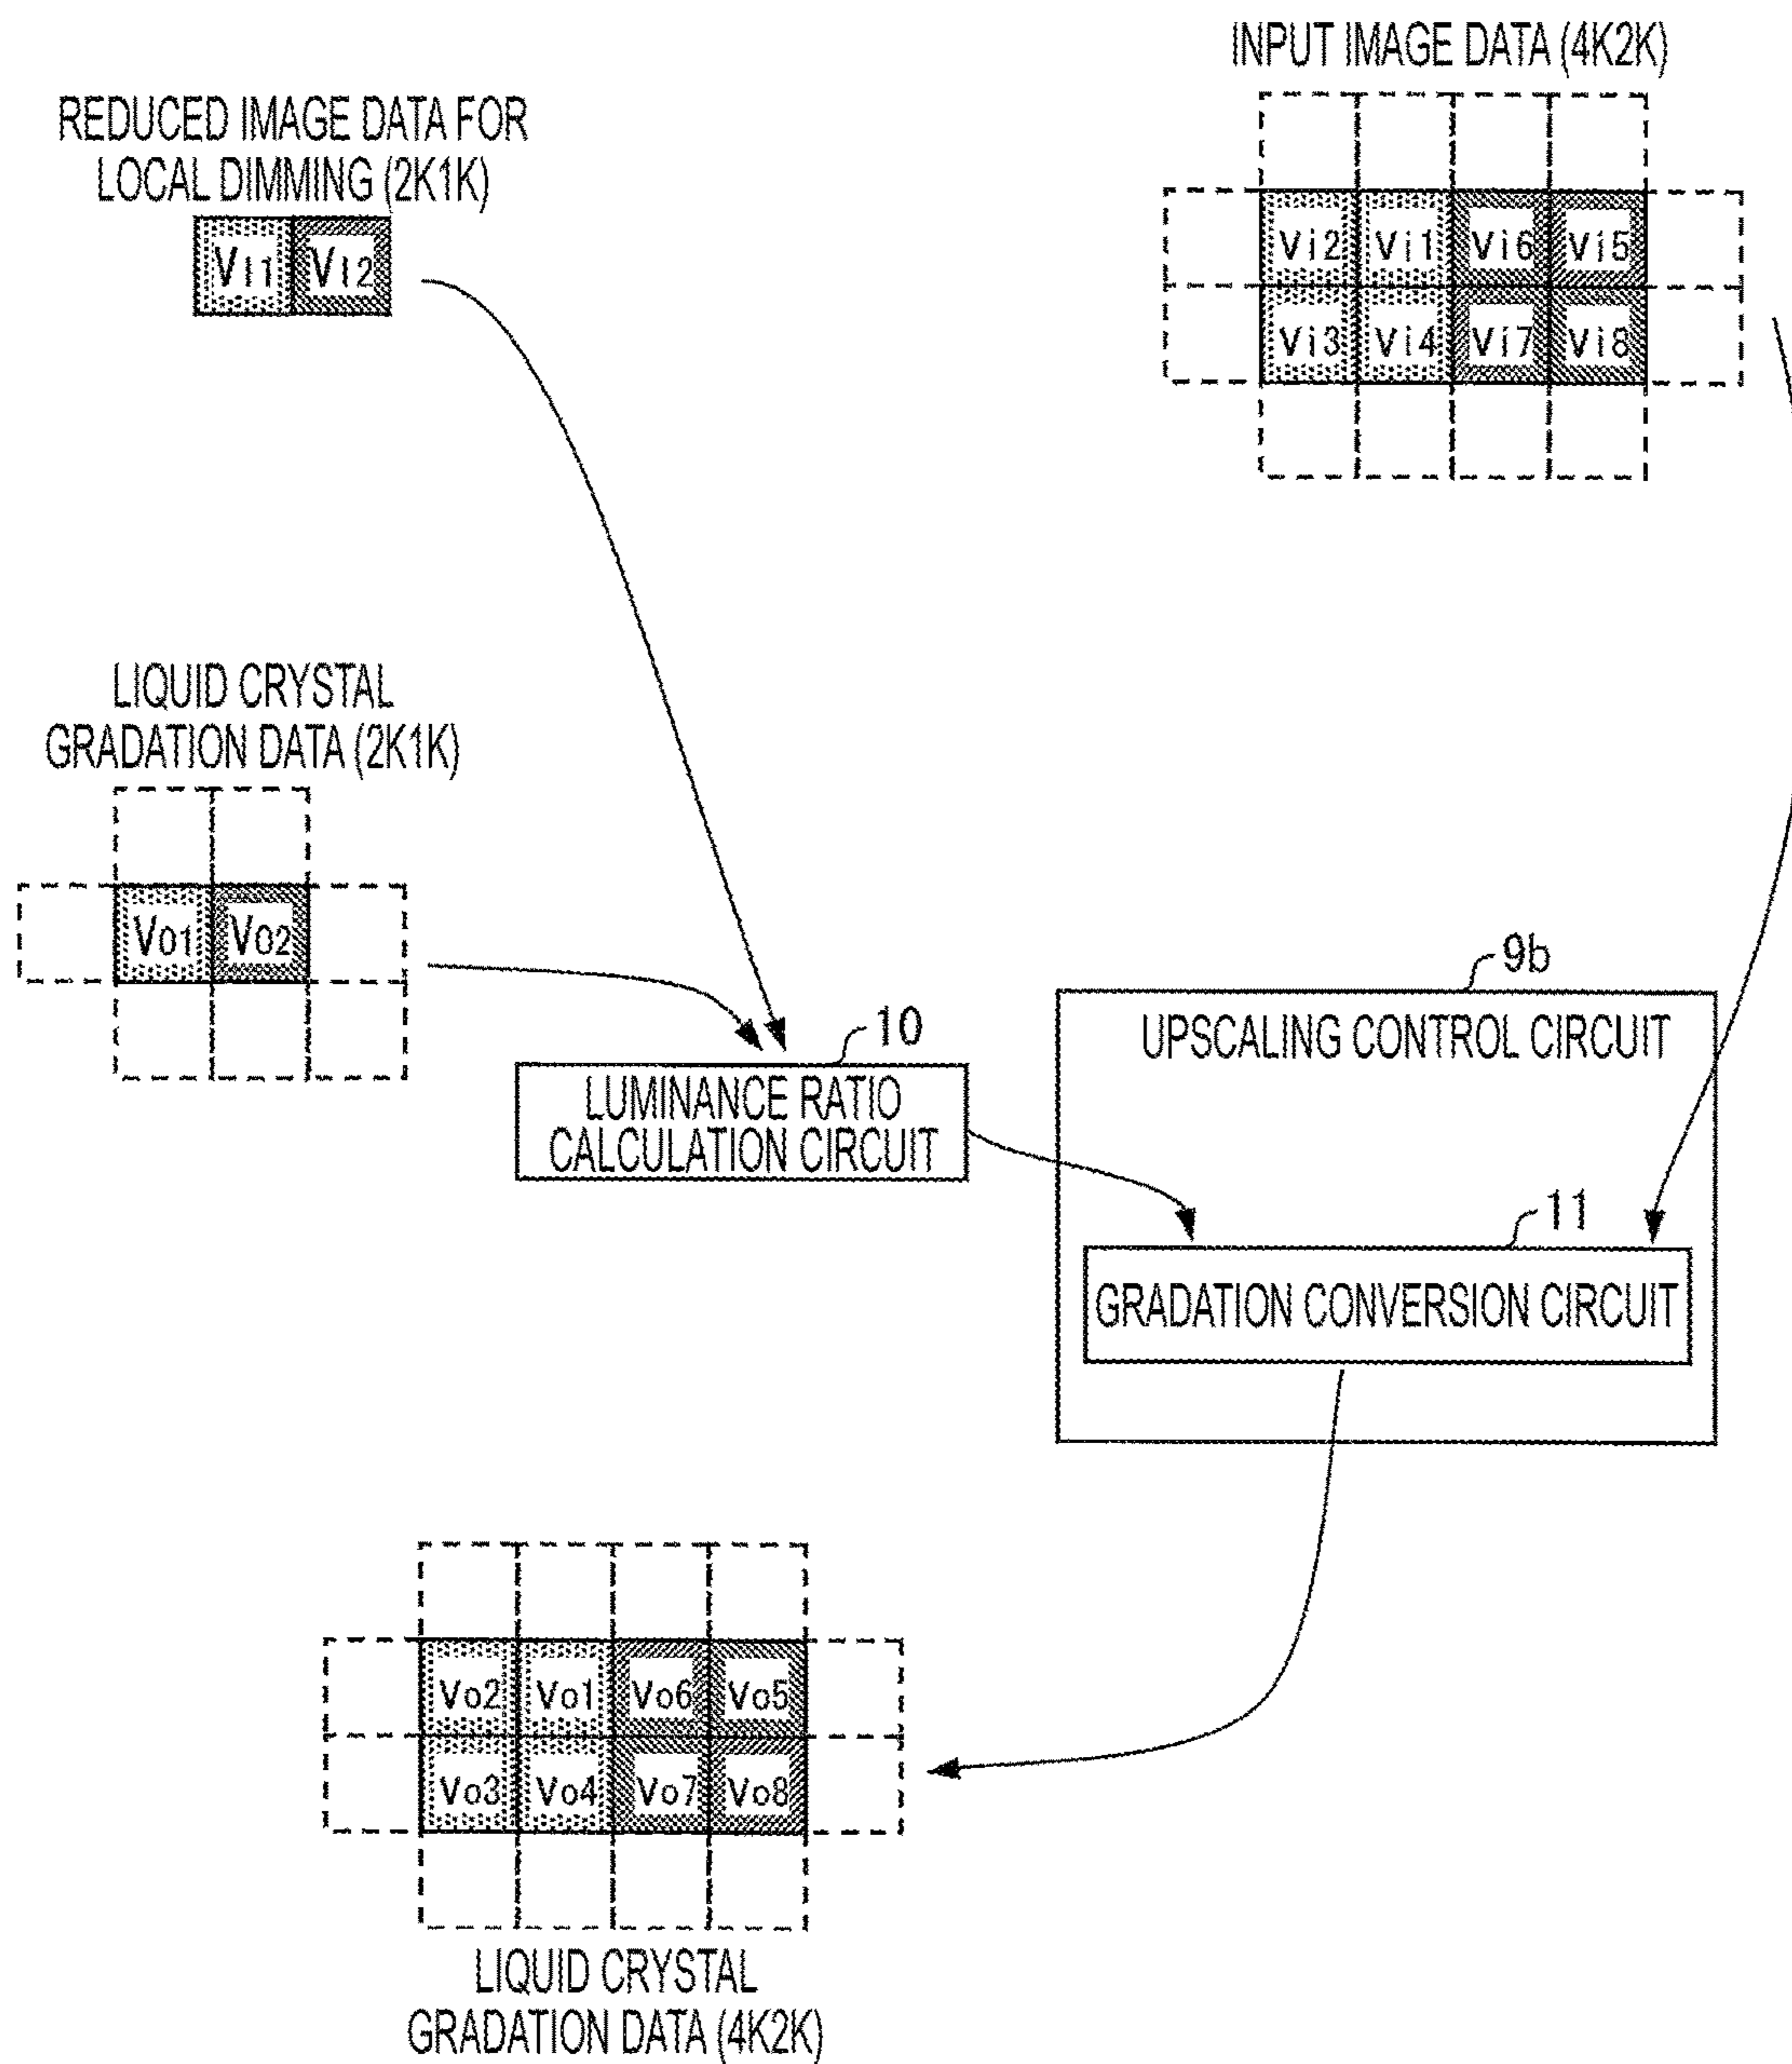 INPUT IMAGE DATA (4K2K)
REDUCED IMAGE DATA FOR
LOCAL DIMMING (2K1K)
VI1 VI2
Vi2 Vi1 Vi6 Vi5
Vi3 Vi4 Vi7 Vi8
LIQUID CRYSTAL
GRADATION DATA (2K1K)
VO1 VO2
9b
UPSCALING CONTROL CIRCUIT
10
LUMINANCE RATIO
CALCULATION CIRCUIT
11
GRADATION CONVERSION CIRCUIT
Vo2 Vo1 Vo6 Vo5
Vo3 Vo4 Vo7 Vo8
LIQUID CRYSTAL
GRADATION DATA (4K2K)